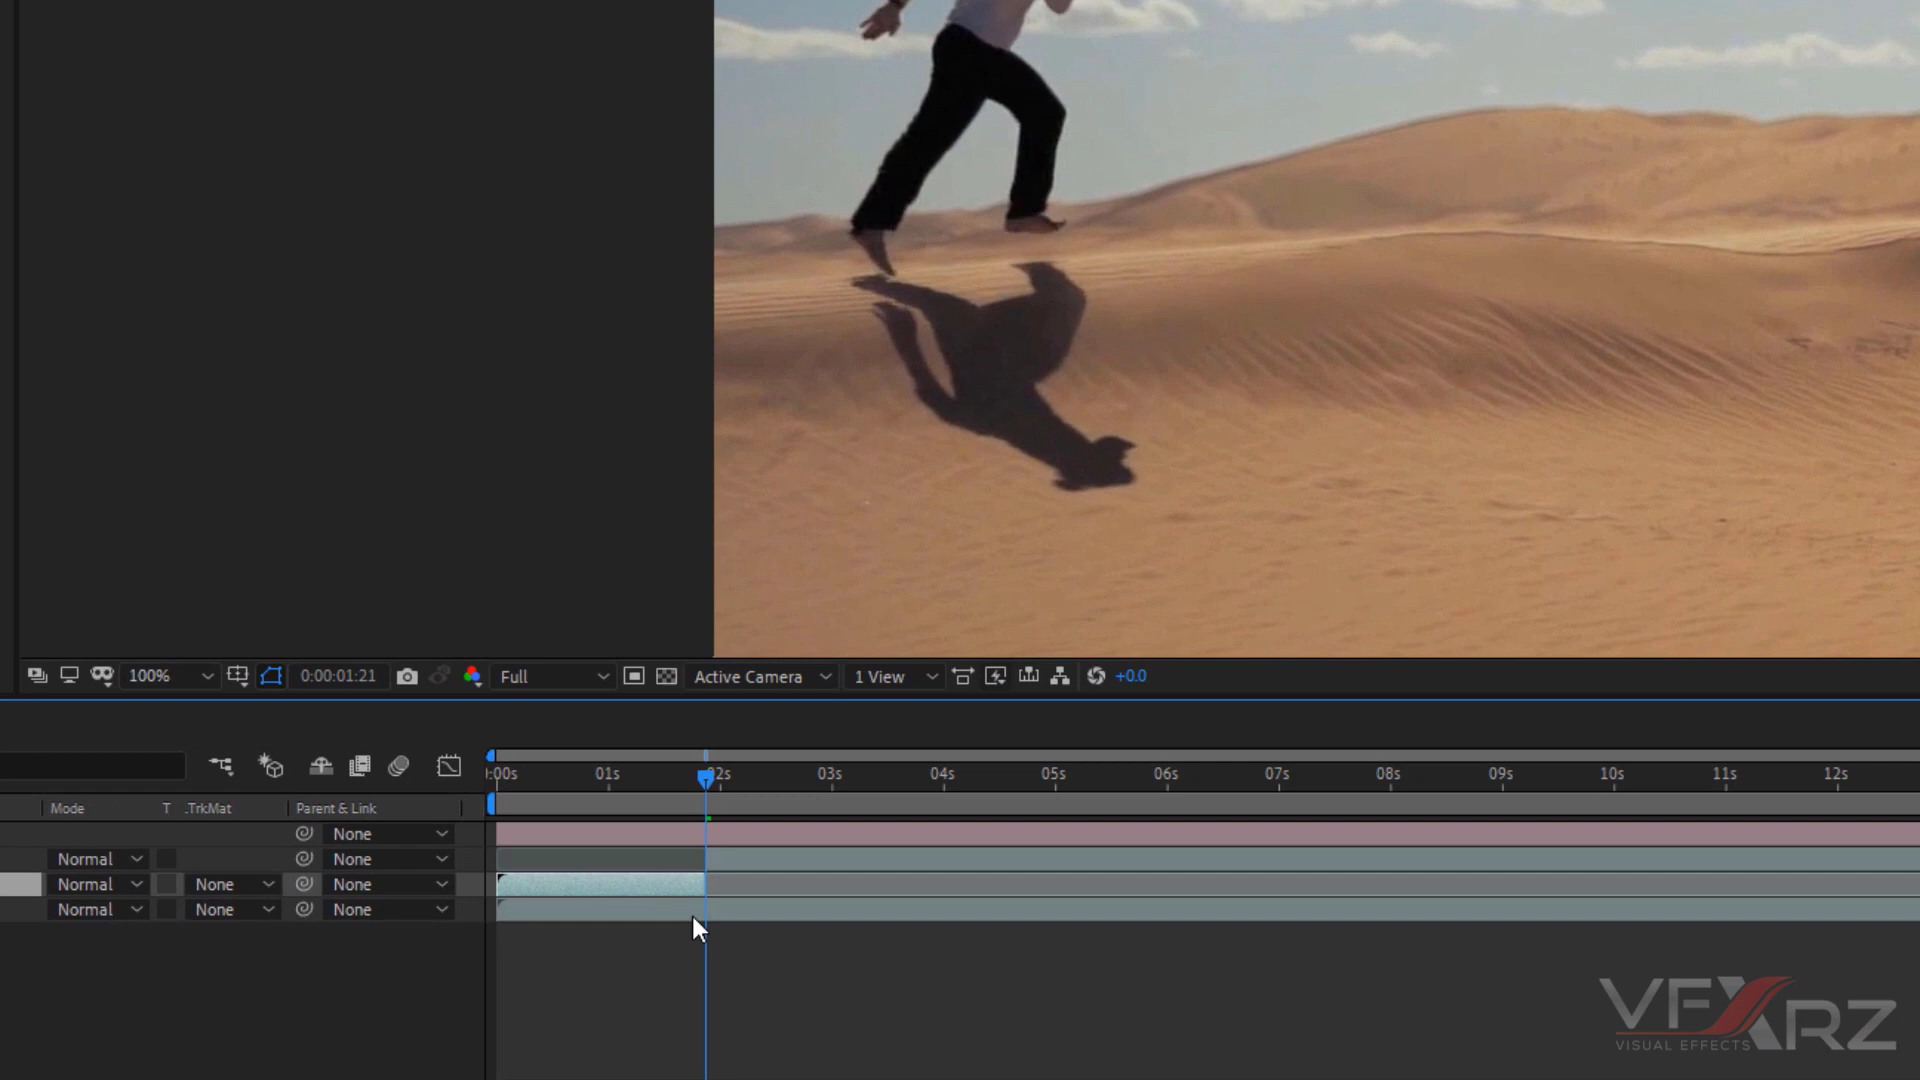 100%
0:00:01:21
Full
Active Camera
1 View
+0.0
:00s 01s 02s 03s 04s 05s 06s 07s 08s 09s 10s 11s 12s
Mode T .TrkMat Parent & Link
None
Normal None
Normal None None
Normal None None
VFXARZ
VISUAL EFFECTS